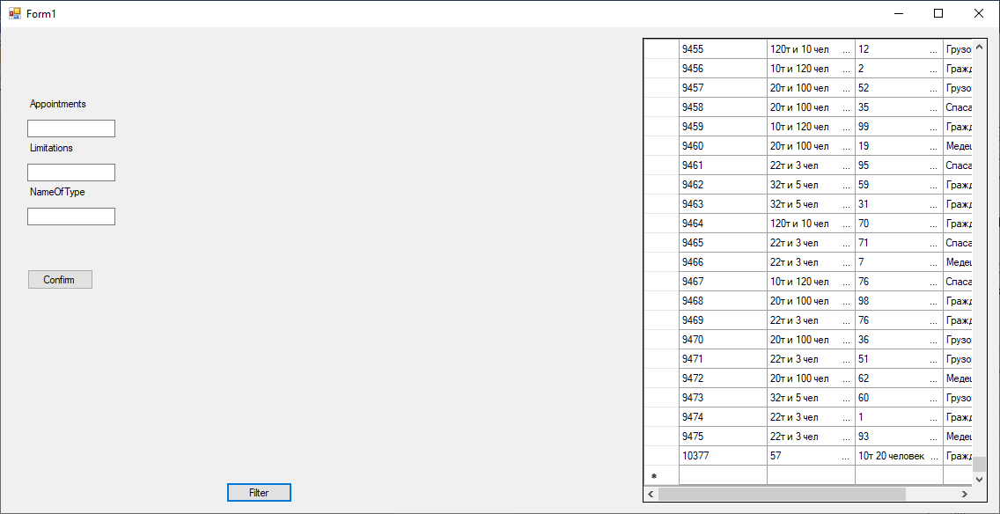 Form1
Appointments
Limitations
NameOfType
Confirm
Filter
9455 120т и 10 чел ... 12 ... Грузо
9456 10т и 120 чел ... 2 ... Гражд
9457 20т и 100 чел ... 52 ... Грузо
9458 20т и 100 чел ... 35 ... Спаса
9459 10т и 120 чел ... 99 ... Гражд
9460 20т и 100 чел ... 19 ... Медец
9461 22т и 3 чел ... 95 ... Спаса
9462 32т и 5 чел ... 59 ... Гражд
9463 32т и 5 чел ... 31 ... Гражд
9464 120т и 10 чел ... 70 ... Гражд
9465 22т и 3 чел ... 71 ... Спаса
9466 22т и 3 чел ... 7 ... Медец
9467 10т и 120 чел ... 76 ... Спаса
9468 20т и 100 чел ... 98 ... Гражд
9469 22т и 3 чел ... 76 ... Гражд
9470 20т и 100 чел ... 36 ... Грузо
9471 22т и 3 чел ... 51 ... Грузо
9472 20т и 100 чел ... 62 ... Медец
9473 32т и 5 чел ... 60 ... Грузо
9474 22т и 3 чел ... 1 ... Гражд
9475 22т и 3 чел ... 93 ... Медец
10377 57 ... 10т 20 человек ... Гражд